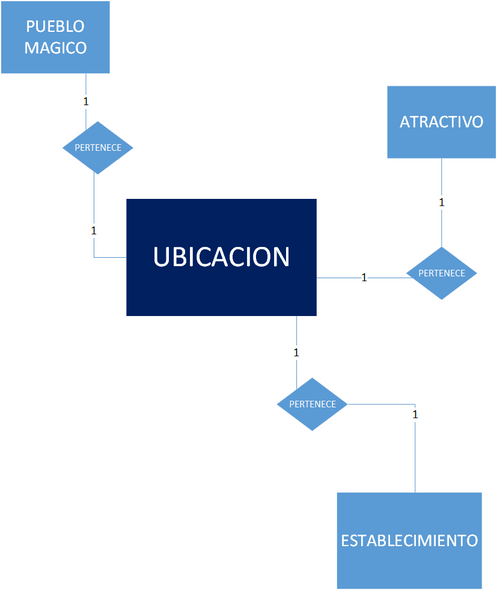 PUEBLO
MAGICO
1
PERTENECE
1
ATRACTIVO
1
PERTENECE
1
UBICACION
1
PERTENECE
1
ESTABLECIMIENTO